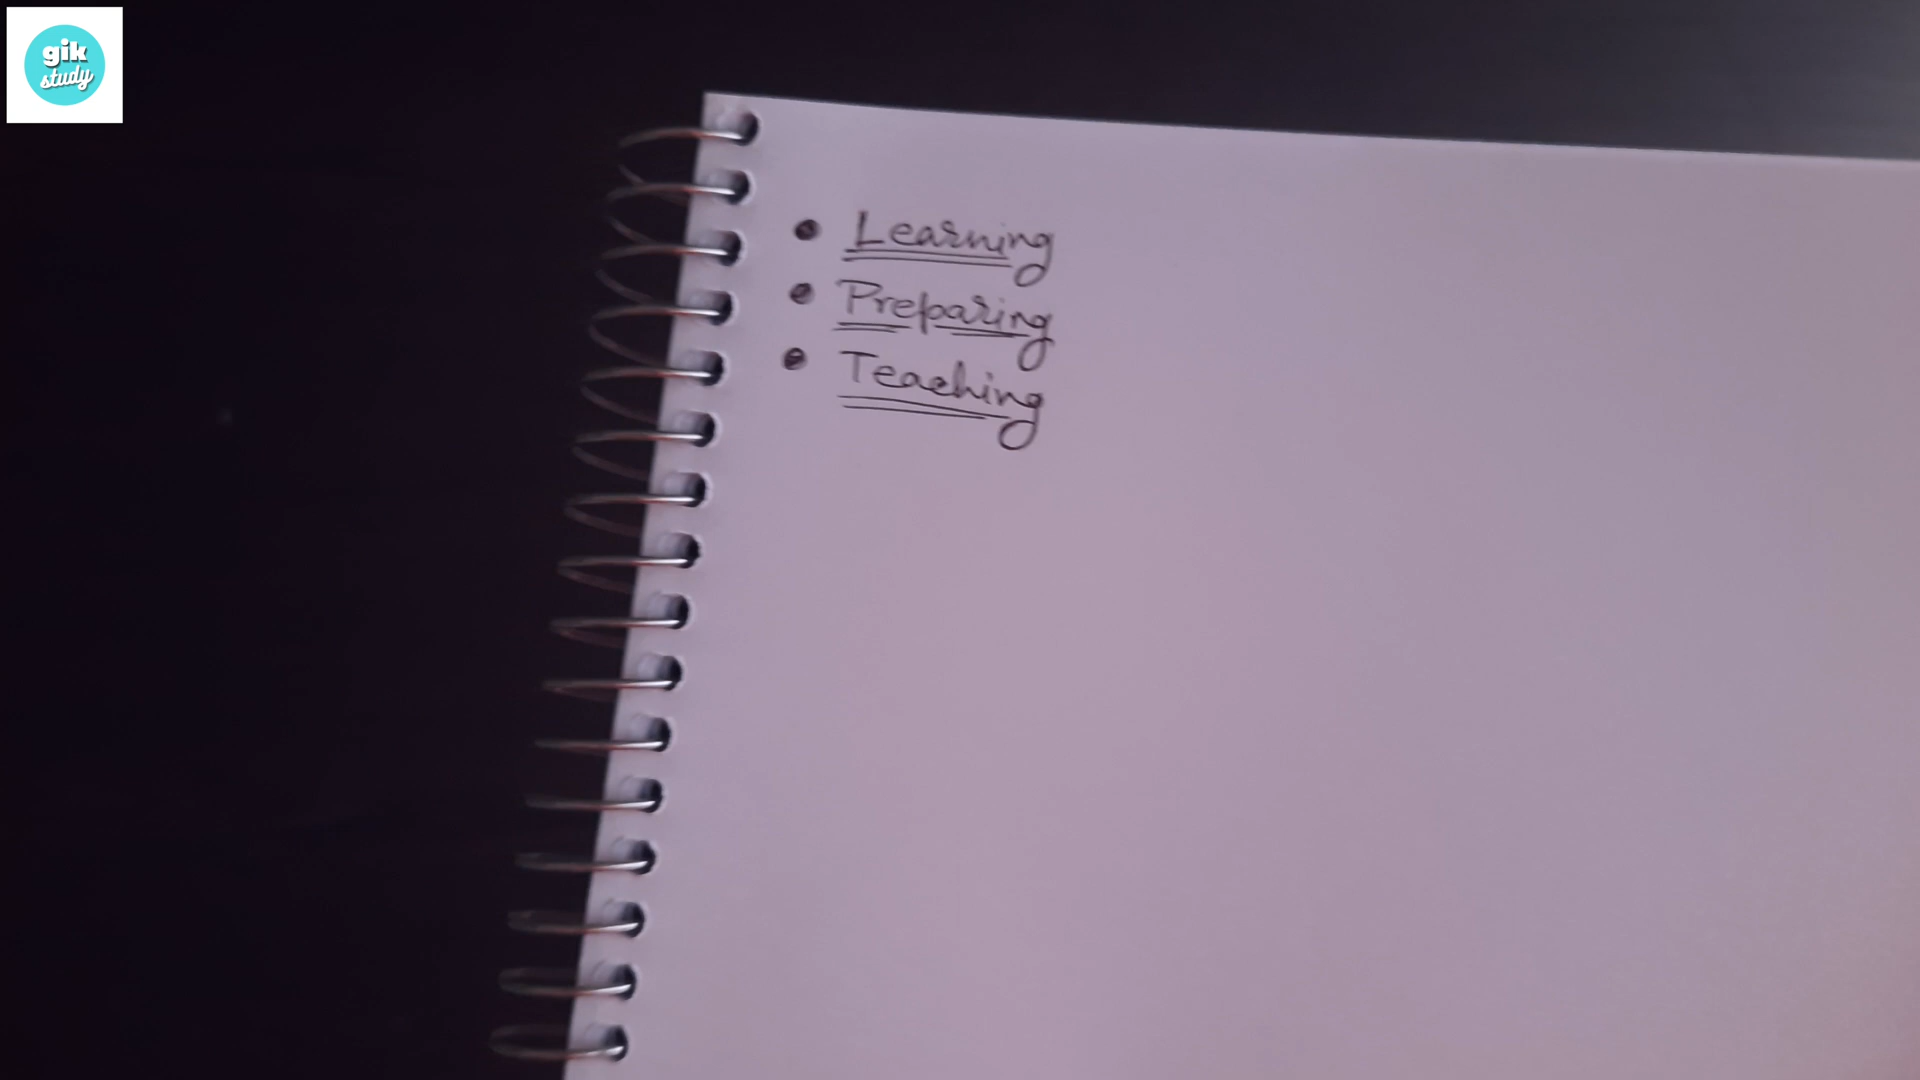 gik
study
• Learning
• Preparing
• Teaching